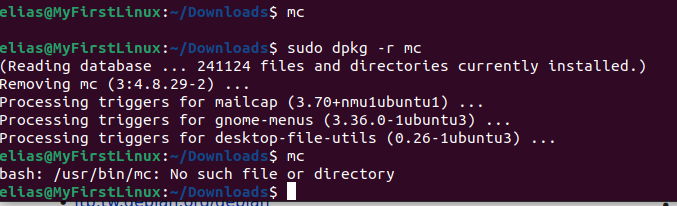 elias@MyFirstLinux:~/Downloads$ mc
elias@MyFirstLinux:~/Downloads$ sudo dpkg -r mc
(Reading database ... 241124 files and directories currently installed.)
Removing mc (3:4.8.29-2) ...
Processing triggers for mailcap (3.70+nmu1ubuntu1) ...
Processing triggers for gnome-menus (3.36.0-1ubuntu3) ...
Processing triggers for desktop-file-utils (0.26-1ubuntu3) ...
elias@MyFirstLinux:~/Downloads$ mc
bash: /usr/bin/mc: No such file or directory
elias@MyFirstLinux:~/Downloads$